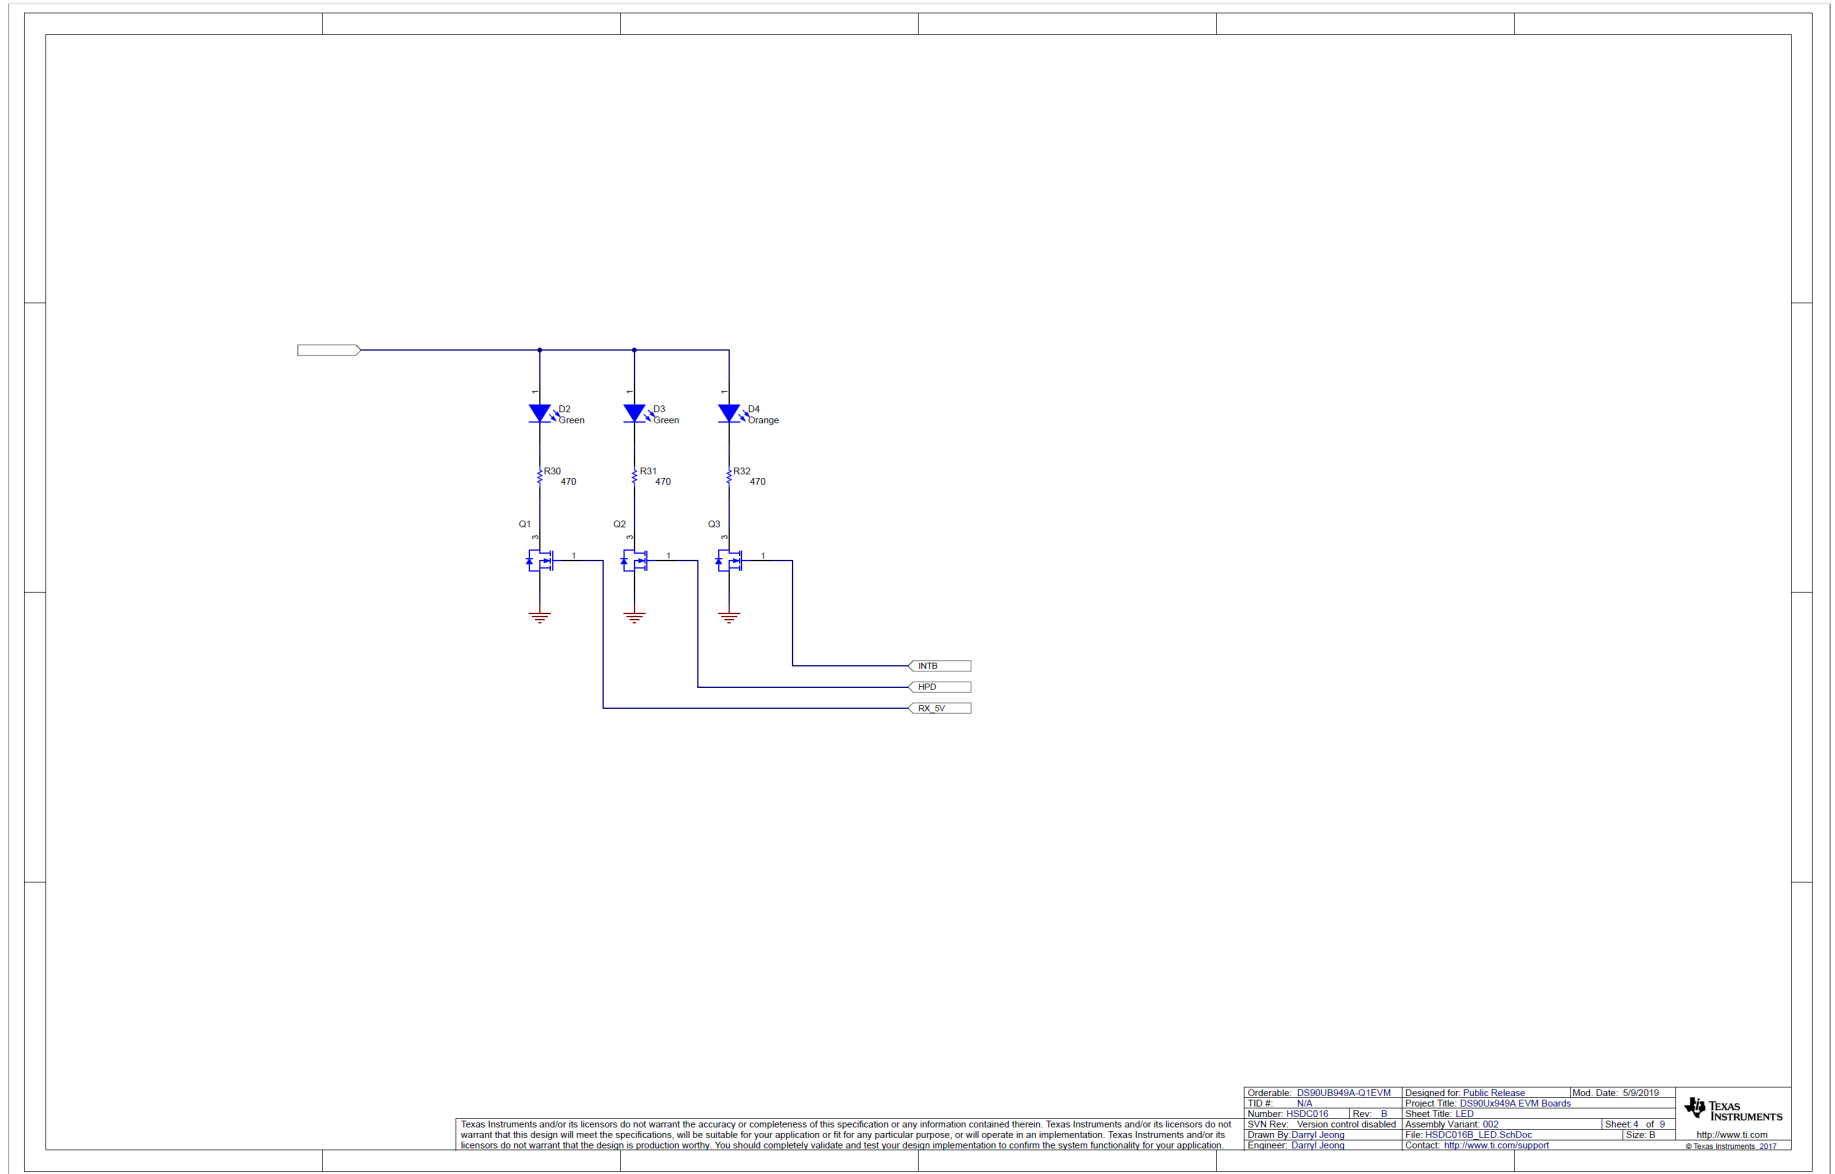 1
1
1
D2
Green
D3
Green
D4
Orange
R30
470
R31
470
R32
470
Q1
Q2
Q3
3
3
3
1
1
1
INTB
HPD
RX_5V
Texas Instruments and/or its licensors do not warrant the accuracy or completeness of this specification or any information contained therein. Texas Instruments and/or its licensors do not
warrant that this design will meet the specifications, will be suitable for your application or fit for any particular purpose, or will operate in an implementation. Texas Instruments and/or its
licensors do not warrant that the design is production worthy. You should completely validate and test your design implementation to confirm the system functionality for your application.
Orderable: DS90UB949A-Q1EVM
TID #: N/A
Number: HSDC016 Rev: B
SVN Rev: Version control disabled
Drawn By: Darryl Jeong
Engineer: Darryl Jeong
Designed for: Public Release Mod. Date: 5/9/2019
Project Title: DS90Ux949A EVM Boards
Sheet Title: LED
Assembly Variant: 002 Sheet: 4 of 9
File: HSDC016B_LED.SchDoc Size: B
Contact: http://www.ti.com/support
TEXAS
INSTRUMENTS
http://www.ti.com
© Texas Instruments 2017